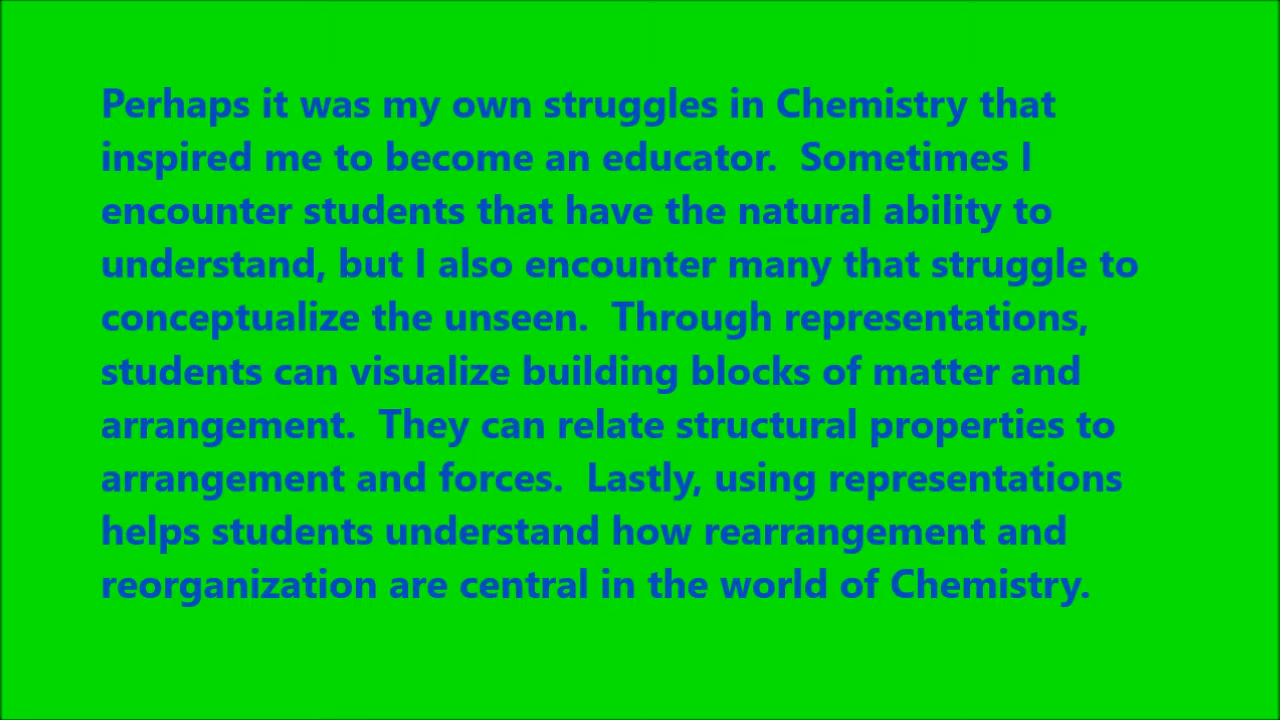 Perhaps it was my own struggles in Chemistry that
inspired me to become an educator.  Sometimes I
encounter students that have the natural ability to
understand, but I also encounter many that struggle to
conceptualize the unseen.  Through representations,
students can visualize building blocks of matter and
arrangement.  They can relate structural properties to
arrangement and forces.  Lastly, using representations
helps students understand how rearrangement and
reorganization are central in the world of Chemistry.